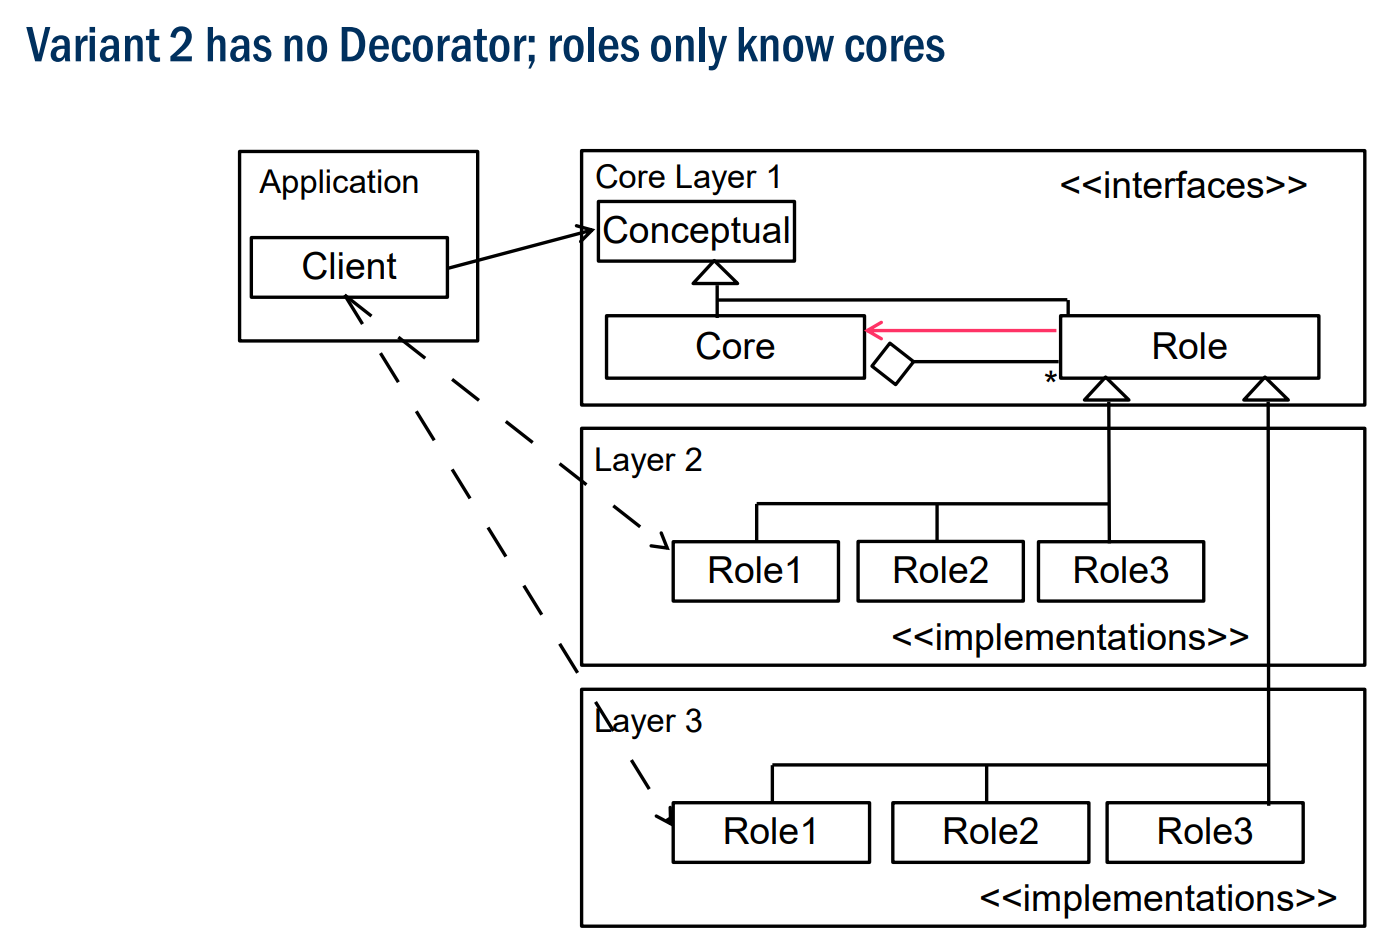 Variant 2 has no Decorator; roles only know cores
Application
Client
Core Layer 1
<<interfaces>>
Conceptual
Core
Role
*
Layer 2
Role1
Role2
Role3
<<implementations>>
Layer 3
Role1
Role2
Role3
<<implementations>>